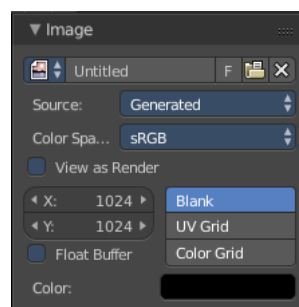 Image
Untitled F
Source: Generated
Color Spa... sRGB
View as Render
X: 1024 Blank
Y: 1024 UV Grid
Float Buffer Color Grid
Color: